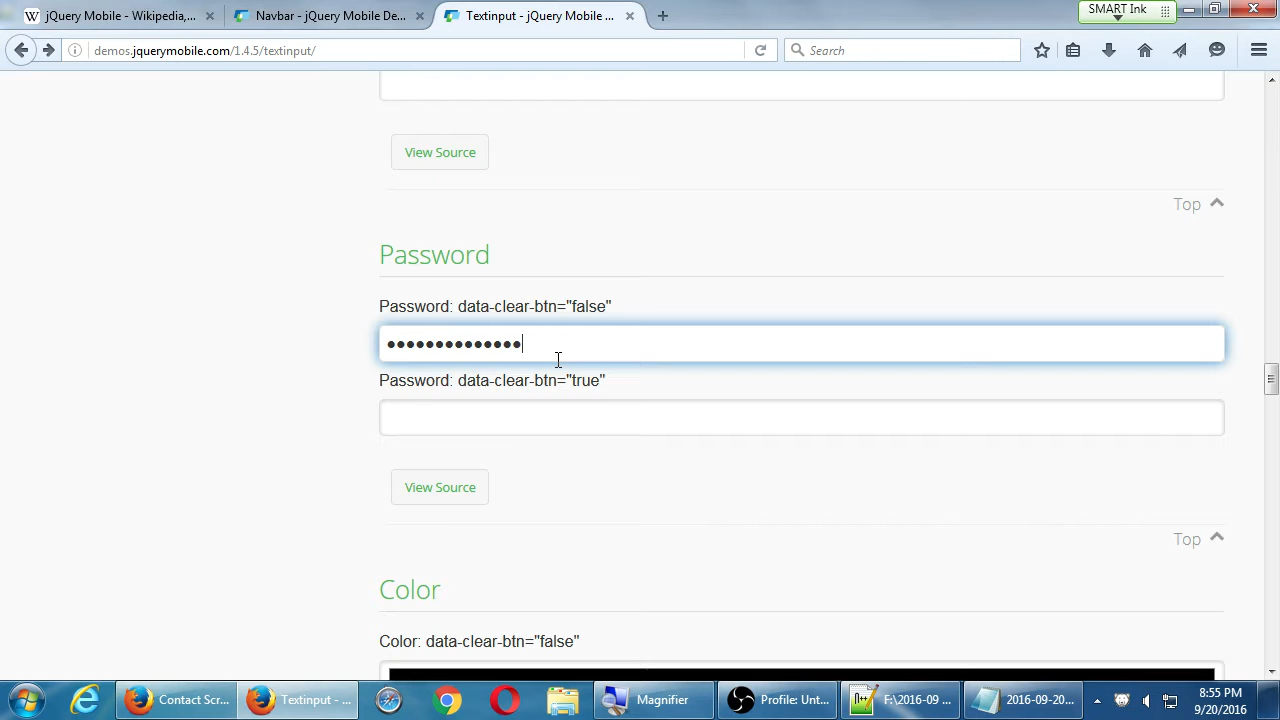 jQuery Mobile - Wikipedia,...
Navbar - jQuery Mobile De...
Textinput - jQuery Mobile ...
SMART Ink
demos.jquerymobile.com/1.4.5/textinput/
Search
View Source
Top
Password
Password: data-clear-btn="false"
●●●●●●●●●●●●●●
Password: data-clear-btn="true"
View Source
Top
Color
Color: data-clear-btn="false"
Contact Scr...
Textinput - ...
Magnifier
Profile: Unt...
F:\2016-09 ...
2016-09-20...
8:55 PM
9/20/2016